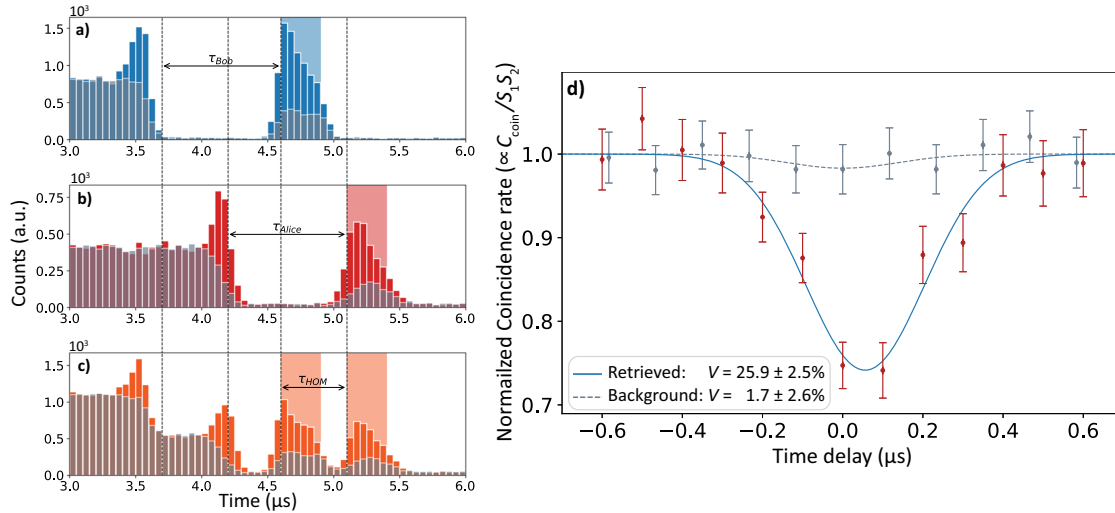 10³
a)
1.5
1.0
0.5
0.0
τ_Bob
3.0 3.5 4.0 4.5 5.0 5.5 6.0
10³
b)
0.75
0.50
0.25
0.00
τ_Alice
3.0 3.5 4.0 4.5 5.0 5.5 6.0
10³
c)
1.5
1.0
0.5
0.0
τ_HOM
3.0 3.5 4.0 4.5 5.0 5.5 6.0
Counts (a.u.)
Time (μs)
d)
Normailzed Coincidence rate (∝C_coin/S₁S₂)
1.0
0.9
0.8
0.7
Retrieved: V = 25.9 ± 2.5%
Background: V = 1.7 ± 2.6%
−0.6 −0.4 −0.2 0.0 0.2 0.4 0.6
Time delay (μs)